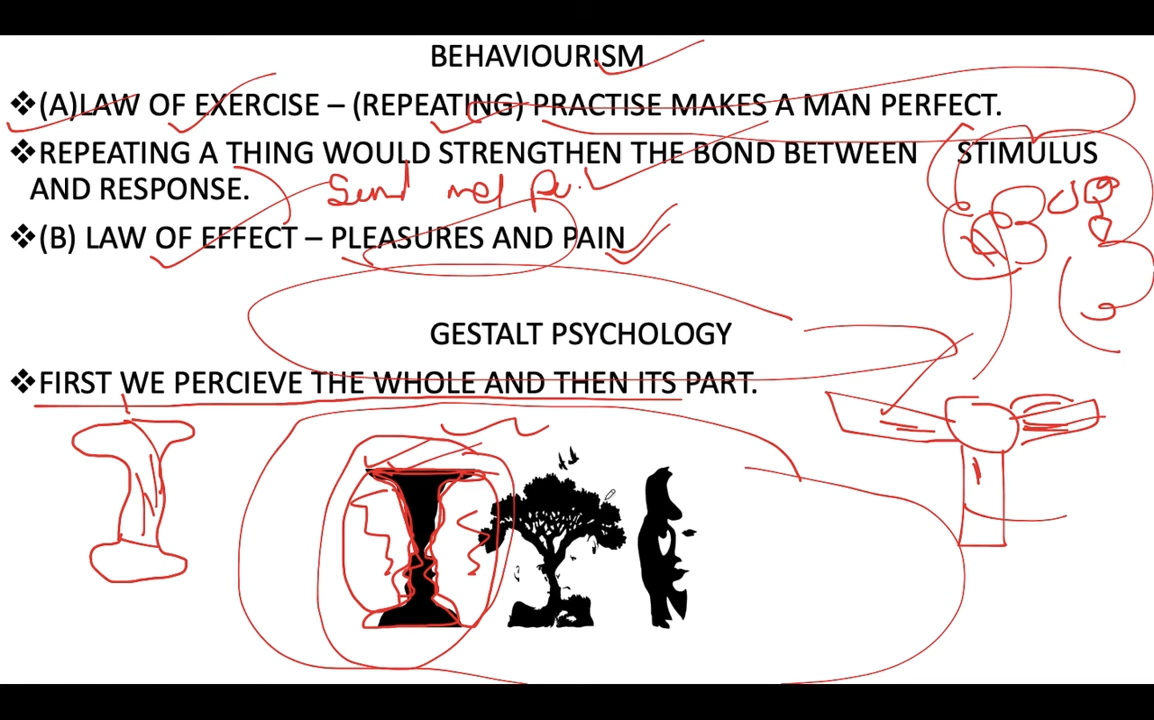 BEHAVIOURISM
❖(A)LAW OF EXERCISE – (REPEATING) PRACTISE MAKES A MAN PERFECT.
❖REPEATING A THING WOULD STRENGTHEN THE BOND BETWEEN STIMULUS
AND RESPONSE.
❖(B) LAW OF EFFECT – PLEASURES AND PAIN
GESTALT PSYCHOLOGY
❖FIRST WE PERCIEVE THE WHOLE AND THEN ITS PART.